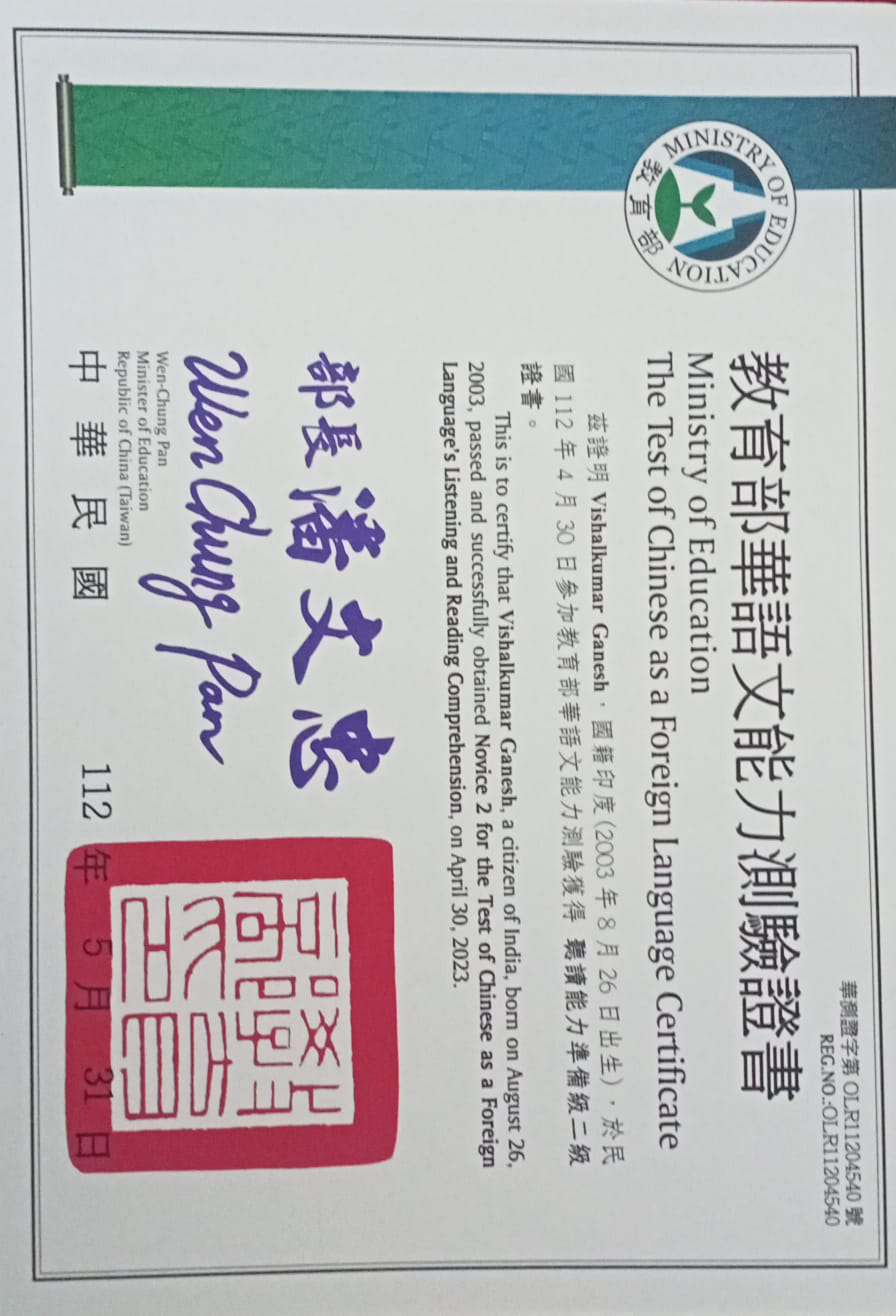 華測證字第 OLR11204540 號
REG.NO.:OLR11204540
MINISTRY OF EDUCATION
教育部
教育部華語文能力測驗證書
Ministry of Education
The Test of Chinese as a Foreign Language Certificate
茲證明 Vishalkumar Ganesh，國籍印度(2003 年 8 月 26 日出生)，於民
國 112 年 4 月 30 日參加教育部華語文能力測驗獲得 聽讀能力準備級二級
證書。
This is to certify that Vishalkumar Ganesh, a citizen of India, born on August 26,
2003, passed and successfully obtained Novice 2 for the Test of Chinese as a Foreign
Language's Listening and Reading Comprehension, on April 30, 2023.
部長 潘文忠
Wen Chung Pan
Wen-Chung Pan
Minister of Education
Republic of China (Taiwan)
中 華 民 國 112 年 5 月 31 日